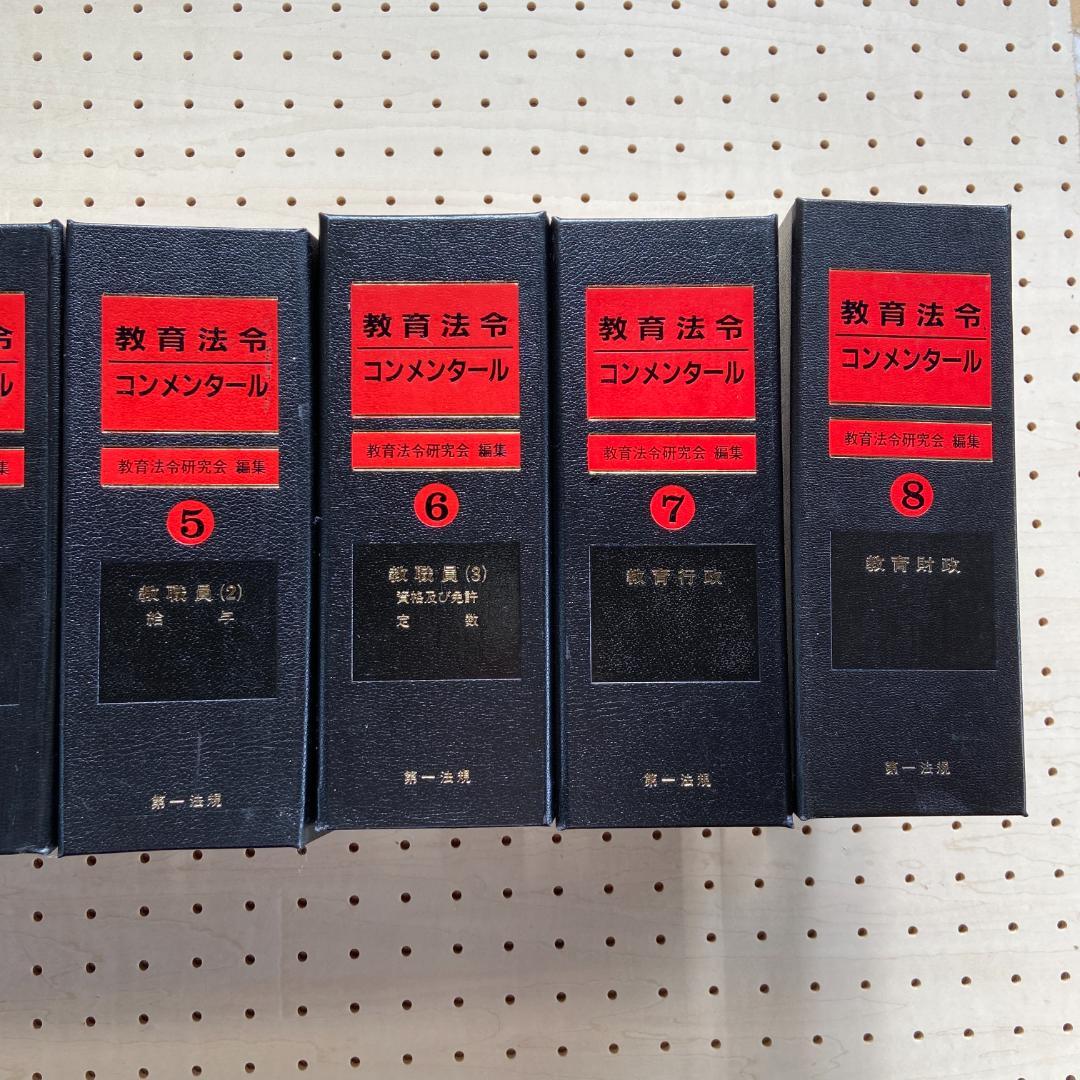 令
ル
集
教育法令
コンメンタール
教育法令研究会 編集
5
教職員(2)
給 与
第一法規
教育法令
コンメンタール
教育法令研究会 編集
6
教職員(3)
資格及び免許
定 数
第一法規
教育法令
コンメンタール
教育法令研究会 編集
7
教育行政
第一法規
教育法令
コンメンタール
教育法令研究会 編集
8
教育財政
第一法規